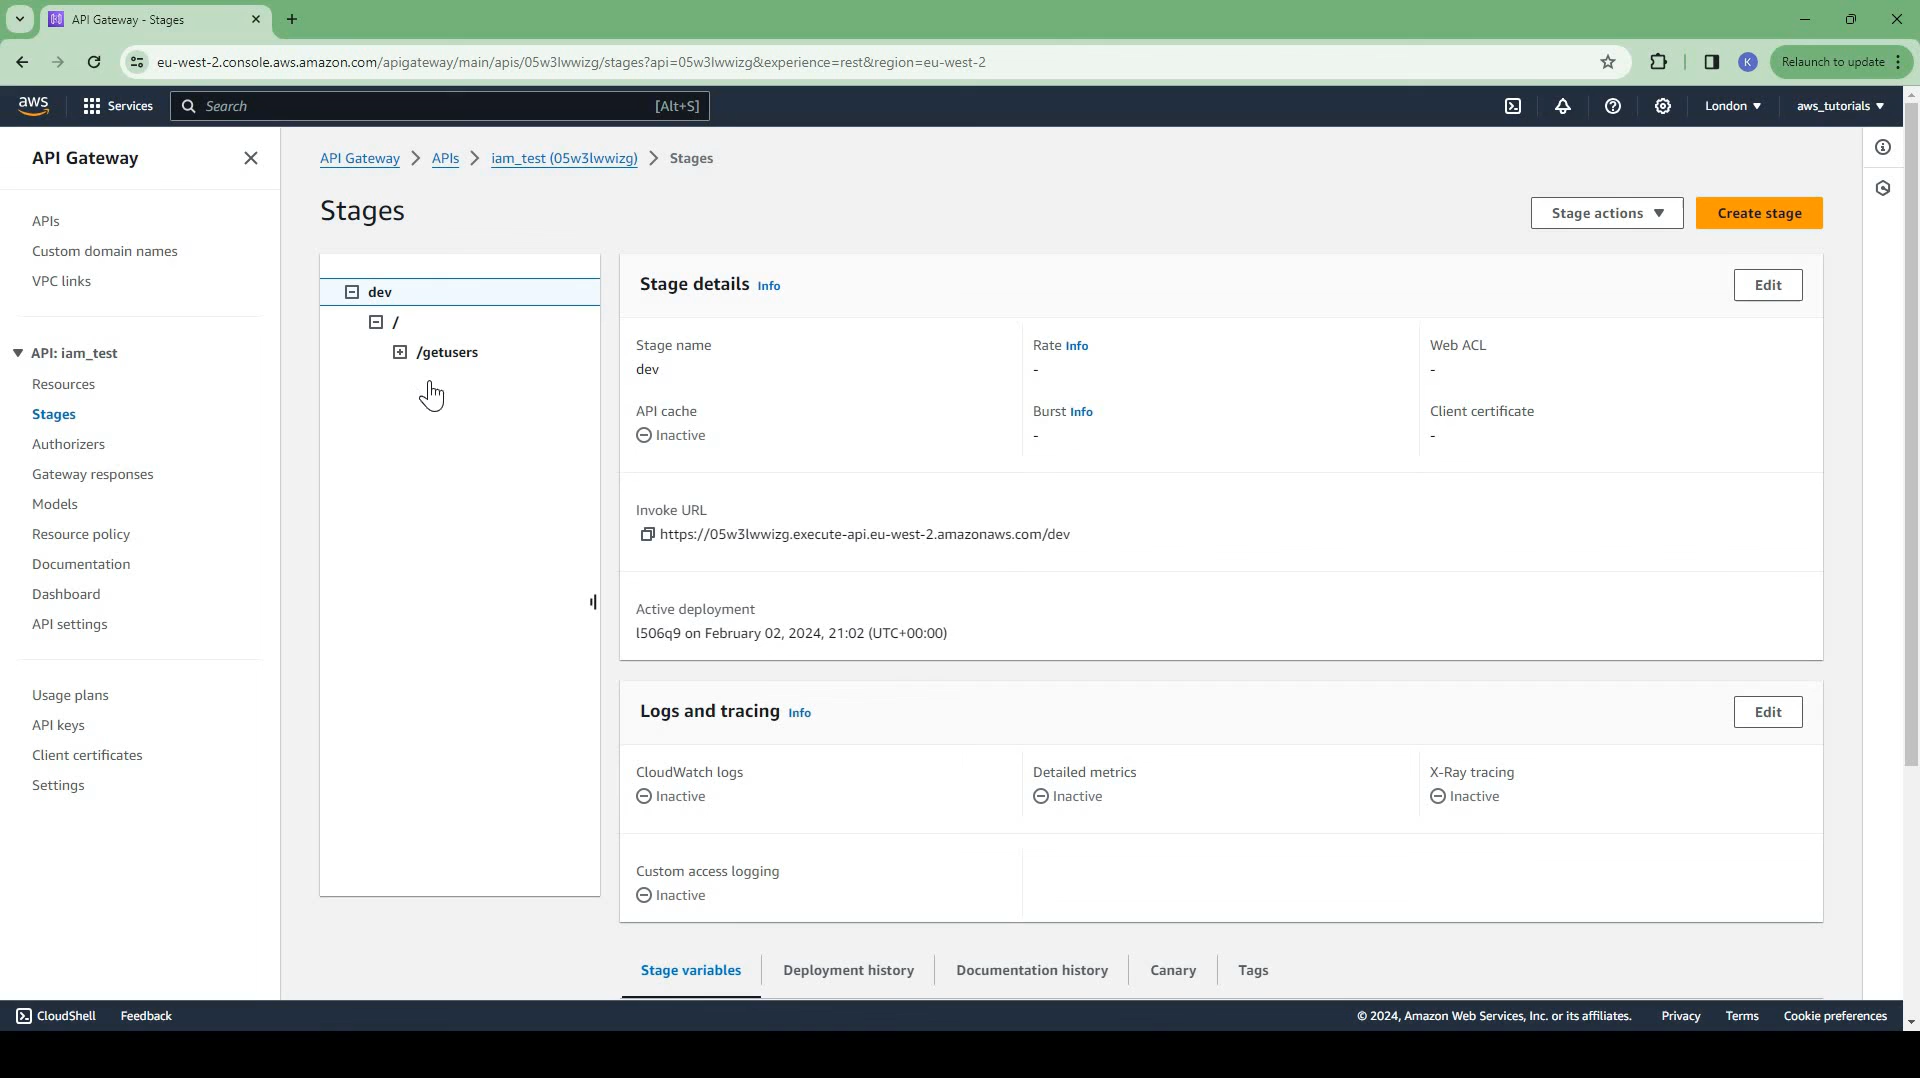 API Gateway - Stages
eu-west-2.console.aws.amazon.com/apigateway/main/apis/05w3lwwizg/stages?api=05w3lwwizg&experience=rest&region=eu-west-2
K
Relaunch to update
aws
Services
Search
[Alt+S]
London
aws_tutorials
API Gateway
APIs
Custom domain names
VPC links
API: iam_test
Resources
Stages
Authorizers
Gateway responses
Models
Resource policy
Documentation
Dashboard
API settings
Usage plans
API keys
Client certificates
Settings
API Gateway > APIs > iam_test (05w3lwwizg) > Stages
Stages
Stage actions
Create stage
dev
/
/getusers
Stage details Info
Edit
Stage name
dev
Rate Info
-
Web ACL
-
API cache
Inactive
Burst Info
-
Client certificate
-
Invoke URL
https://05w3lwwizg.execute-api.eu-west-2.amazonaws.com/dev
Active deployment
l506q9 on February 02, 2024, 21:02 (UTC+00:00)
Logs and tracing Info
Edit
CloudWatch logs
Inactive
Detailed metrics
Inactive
X-Ray tracing
Inactive
Custom access logging
Inactive
Stage variables
Deployment history
Documentation history
Canary
Tags
CloudShell
Feedback
© 2024, Amazon Web Services, Inc. or its affiliates.
Privacy
Terms
Cookie preferences